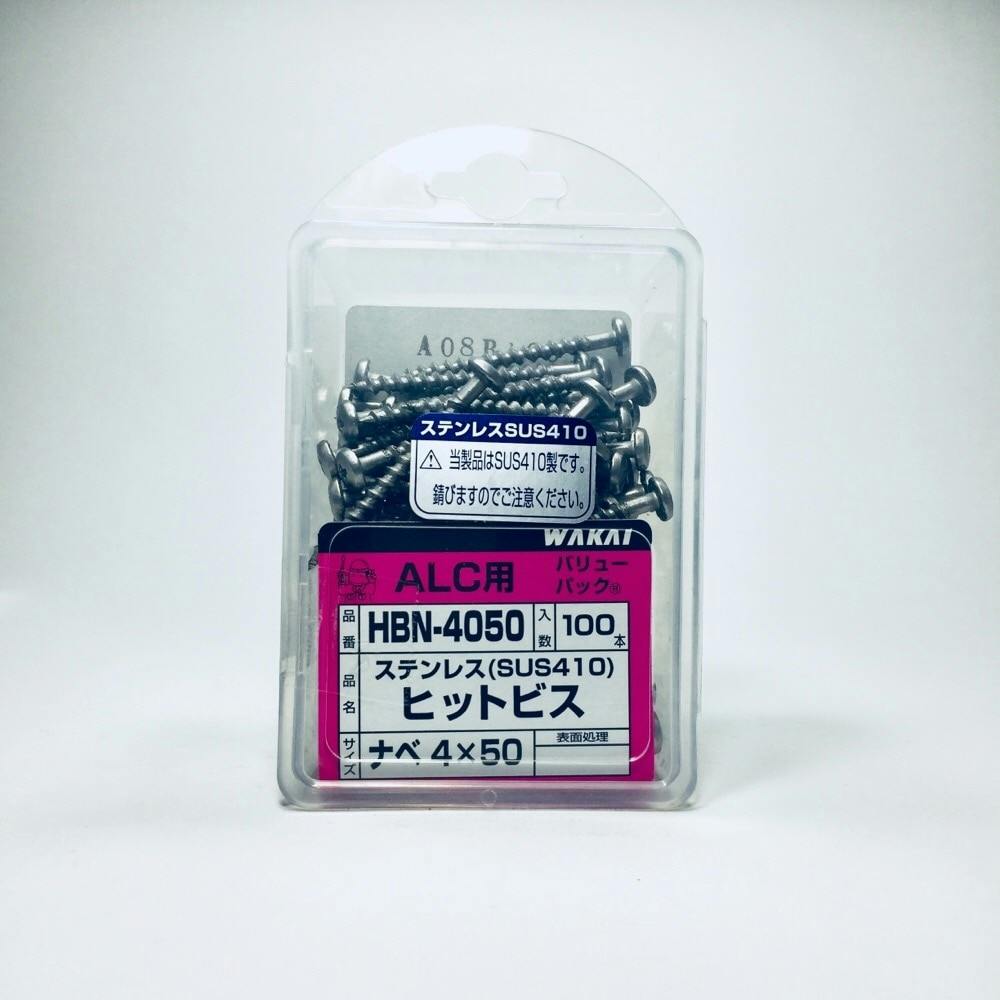 A08B
ステンレスSUS410
⚠ 当製品はSUS410製です。
錆びますのでご注意ください。
WAKAI
ALC用
バリュー
パック
品番 HBN-4050 入数 100本
品名 ステンレス(SUS410)
ヒットビス
サイズ ナベ 4×50 表面処理